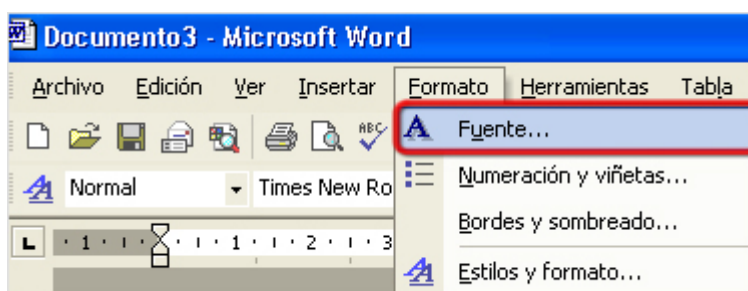 Documento3 - Microsoft Word
Archivo Edición Ver Insertar Formato Herramientas Tabla
ABC A Fuente...
A Normal Times New Ro Numeración y viñetas...
Bordes y sombreado...
L 1 1 2 3
A Estilos y formato...